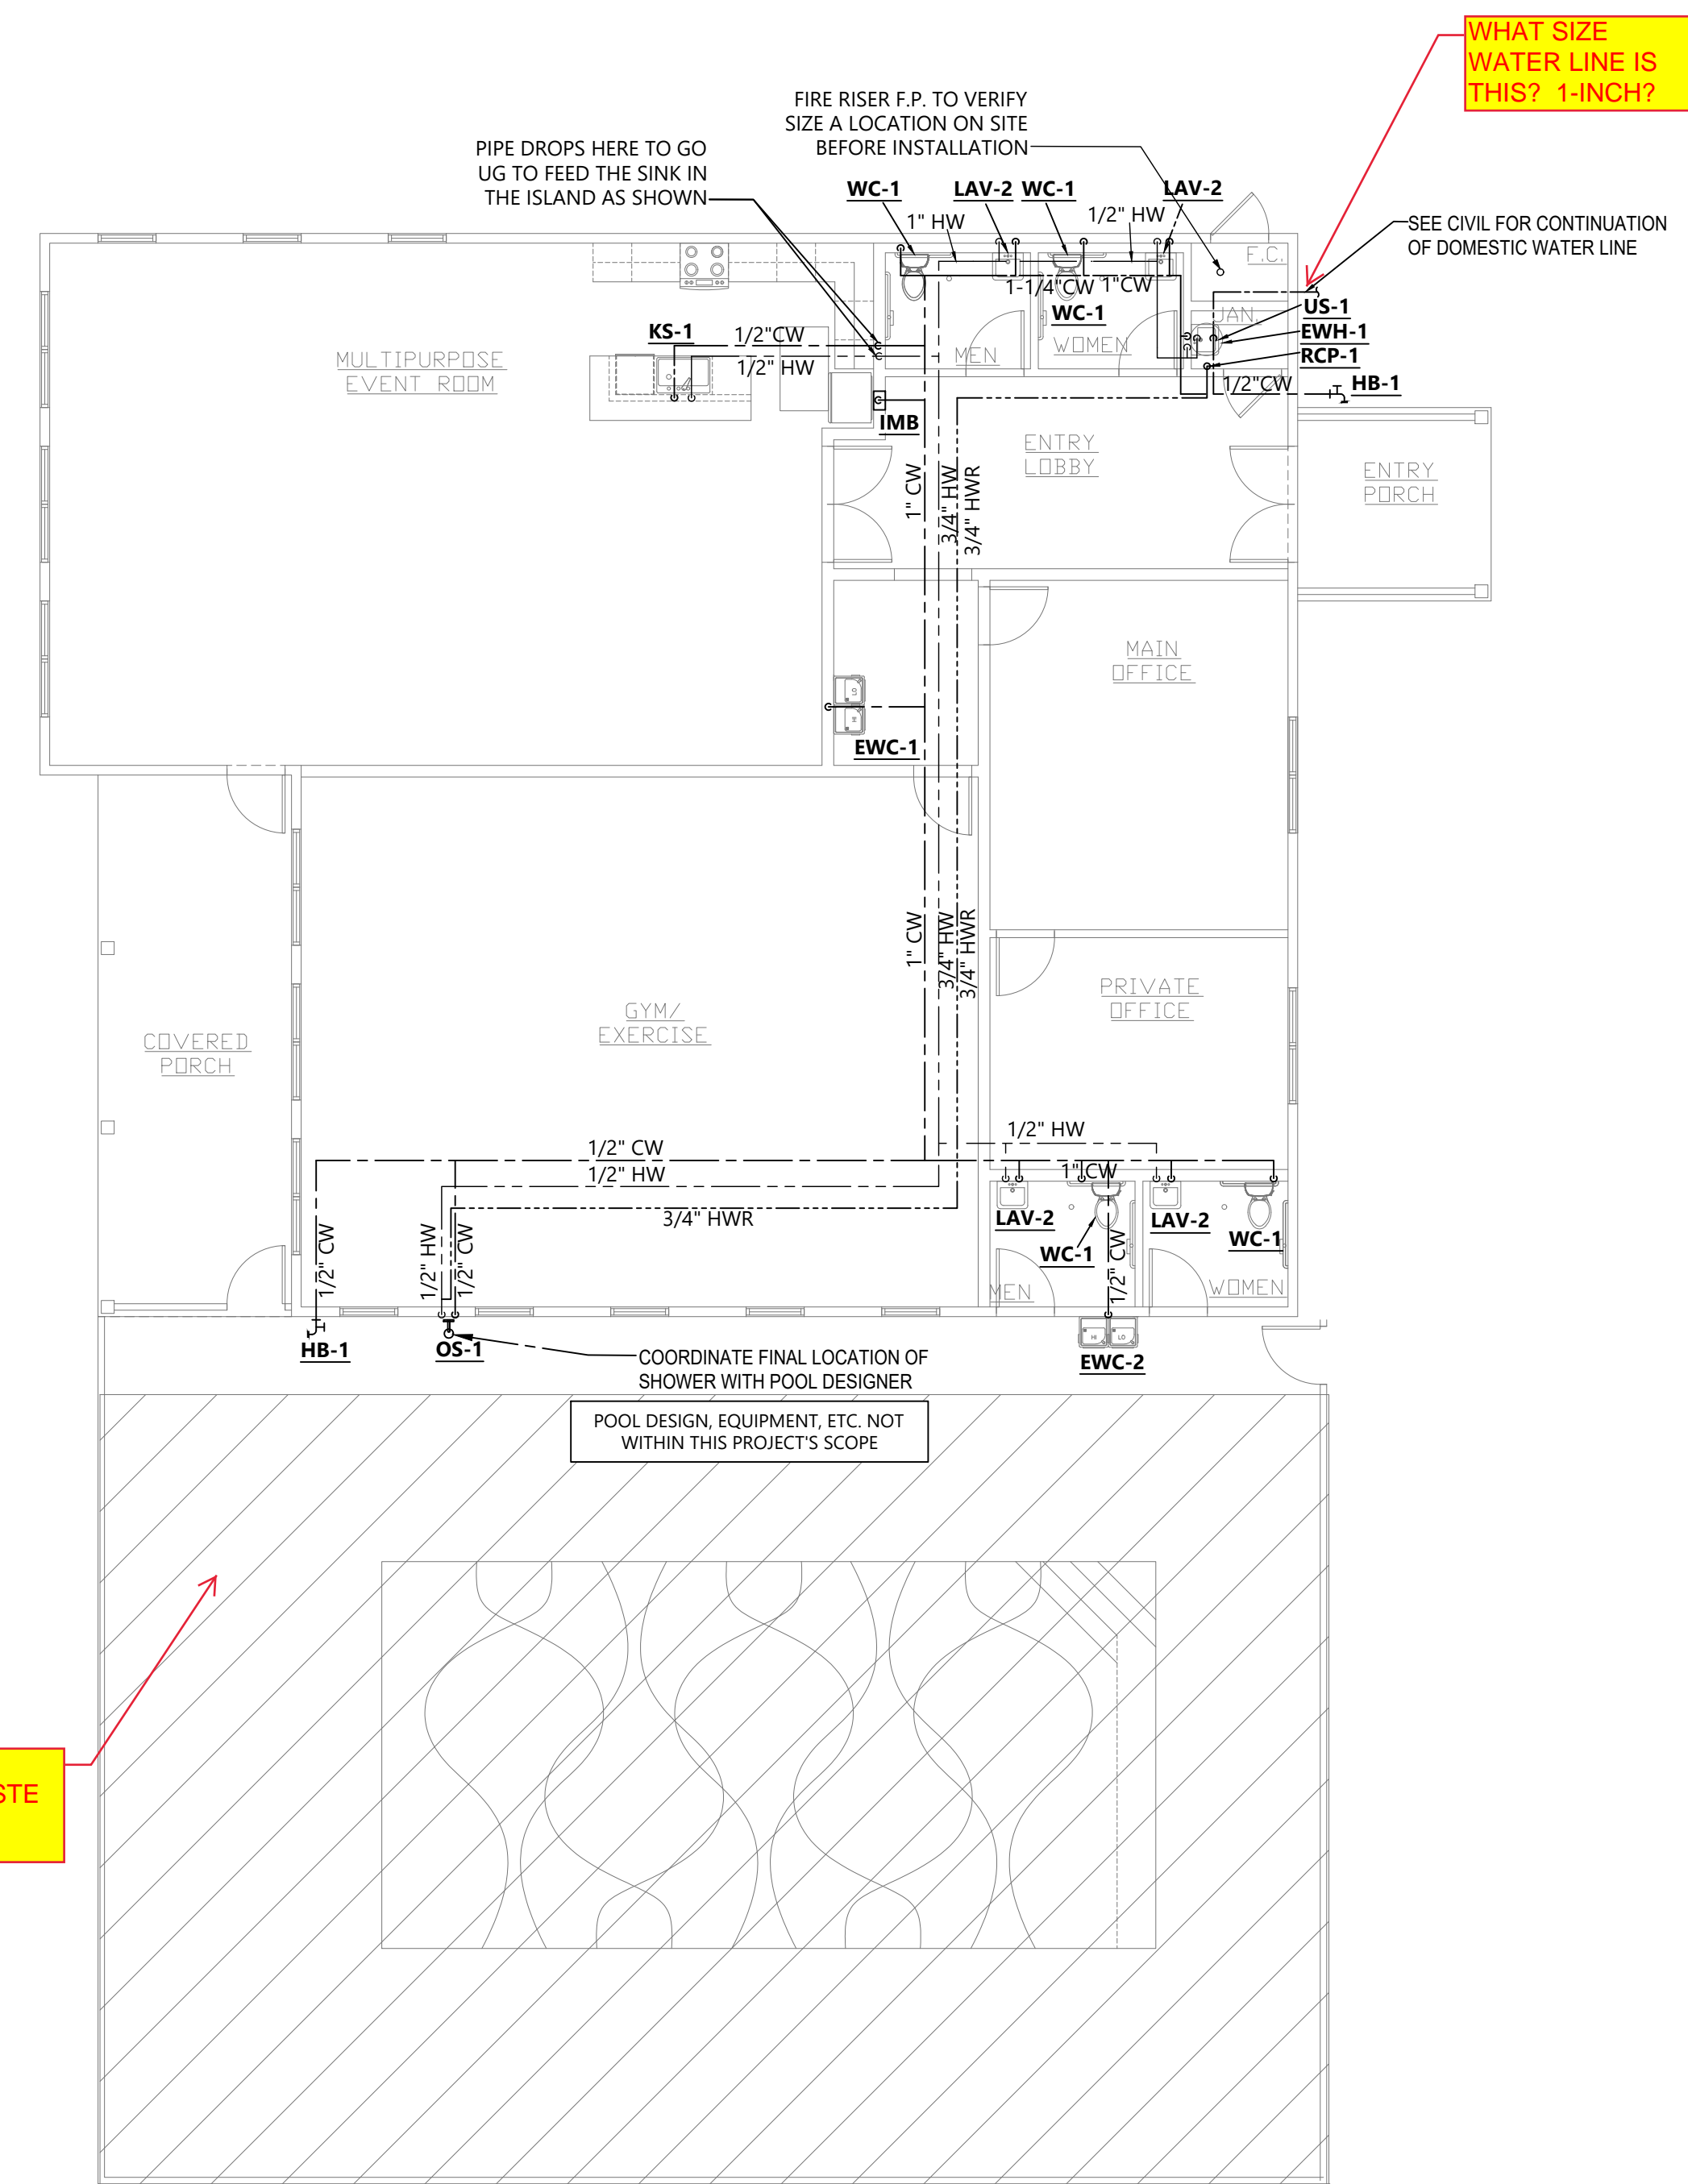 WHAT SIZE
WATER LINE IS
THIS? 1-INCH?
FIRE RISER F.P. TO VERIFY
SIZE A LOCATION ON SITE
BEFORE INSTALLATION
PIPE DROPS HERE TO GO
UG TO FEED THE SINK IN
THE ISLAND AS SHOWN
WC-1
LAV-2
WC-1
LAV-2
1" HW
1/2" HW
SEE CIVIL FOR CONTINUATION
OF DOMESTIC WATER LINE
F.C.
1-1/4"CW
1"CW
US-1
JAN.
WC-1
EWH-1
KS-1
1/2"CW
MEN
WOMEN
RCP-1
MULTIPURPOSE
EVENT ROOM
1/2" HW
1/2"CW
HB-1
IMB
ENTRY
LOBBY
ENTRY
PORCH
1" CW
3/4" HW
3/4" HWR
MAIN
OFFICE
LO
HI
EWC-1
1" CW
3/4" HW
3/4" HWR
PRIVATE
OFFICE
GYM/
EXERCISE
COVERED
PORCH
1/2" HW
1/2" CW
1/2" HW
1"CW
3/4" HWR
LAV-2
LAV-2
WC-1
WC-1
1/2" CW
1/2" HW
1/2" CW
1/2" CW
MEN
WOMEN
HI
LO
HB-1
OS-1
EWC-2
COORDINATE FINAL LOCATION OF
SHOWER WITH POOL DESIGNER
POOL DESIGN, EQUIPMENT, ETC. NOT
WITHIN THIS PROJECT'S SCOPE
STE